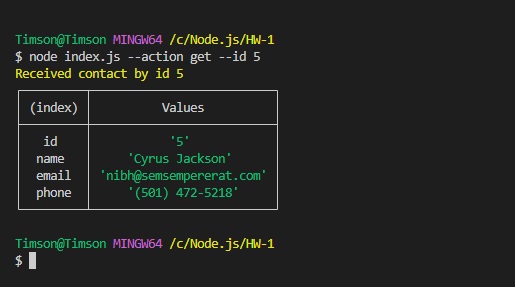 Timson@Timson MINGW64 /c/Node.js/HW-1
$ node index.js --action get --id 5
Received contact by id 5
(index) Values
id '5'
name 'Cyrus Jackson'
email 'nibh@semsempererat.com'
phone '(501) 472-5218'
Timson@Timson MINGW64 /c/Node.js/HW-1
$